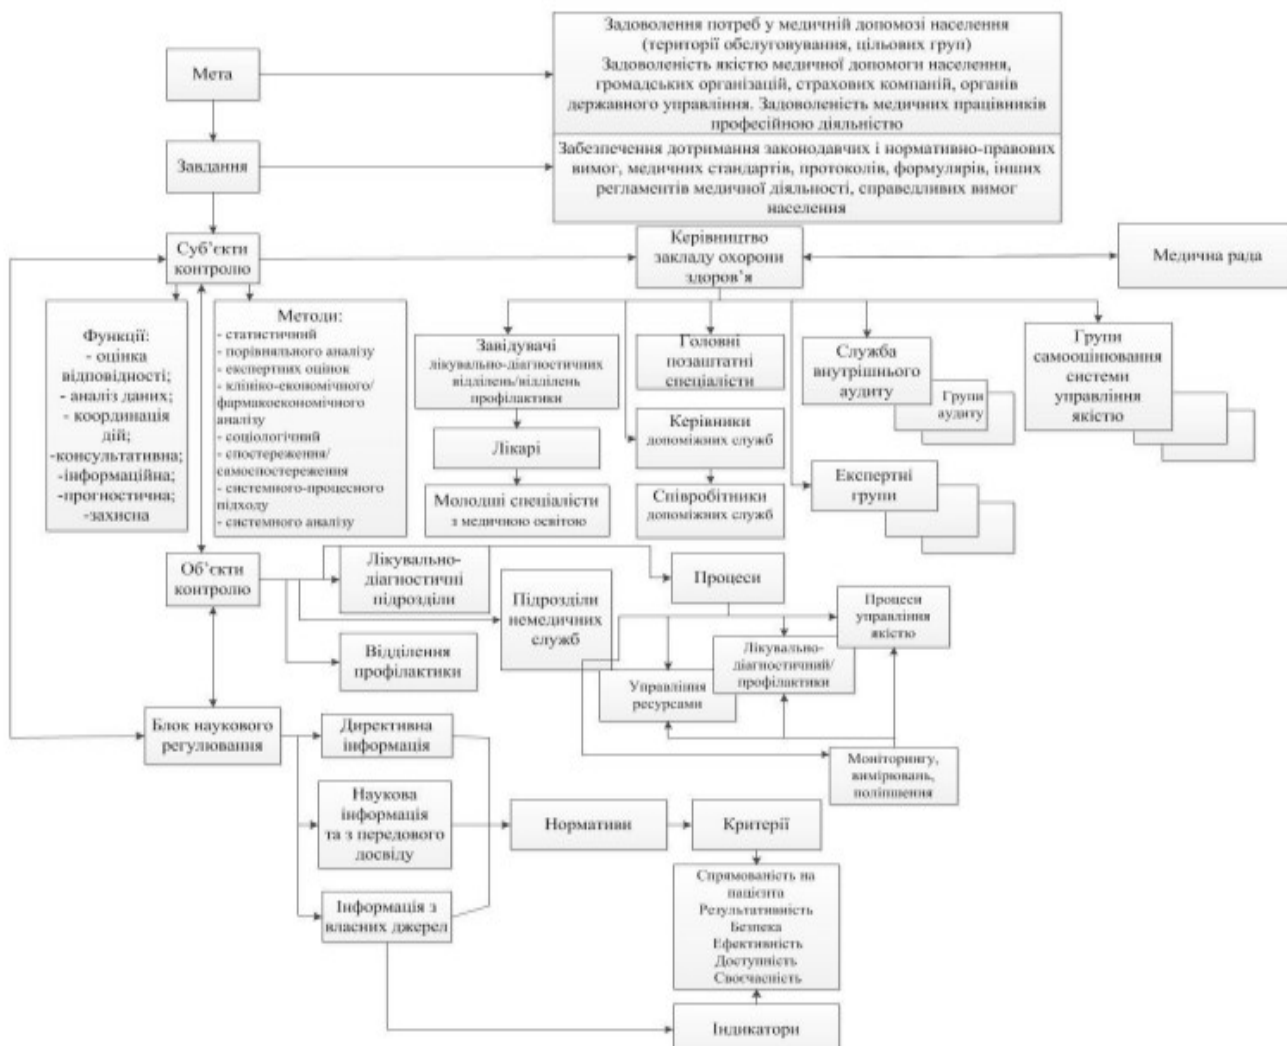 Мета
Задоволення потреб у медичній допомозі населення
(території обслуговування, цільових груп)
Задоволеність якістю медичної допомоги населення,
громадських організацій, страхових компаній, органів
державного управління. Задоволеність медичних працівників
професійною діяльністю
Завдання
Забезпечення дотримання законодавчих і нормативно-правових
вимог, медичних стандартів, протоколів, формулярів, інших
регламентів медичної діяльності, справедливих вимог
населення
Суб’єкти
контролю
Керівництво
закладу охорони
здоров’я
Медична рада
Функції:
- оцінка
відповідності;
- аналіз даних;
- координація
дій;
-консультативна;
-інформаційна;
-прогностична;
-захисна
Методи:
- статистичний
- порівняльного аналізу
- експертних оцінок
- клініко-економічного/
фармакоекономічного
аналізу
- соціологічний
- спостереження/
самоспостереження
- системного-процесного
підходу
- системного аналізу
Завідувачі
лікувально-діагностичних
відділень/відділень
профілактики
Лікарі
Молодші спеціалісти
з медичною освітою
Головні
позаштатні
спеціалісти
Керівники
допоміжних служб
Співробітники
допоміжних служб
Служба
внутрішнього
аудиту
Групи
аудиту
Експертні
групи
Групи
самооцінювання
системи
управління
якістю
Об’єкти
контролю
Лікувально-
діагностичні
підрозділи
Відділення
профілактики
Підрозділи
немедичних
служб
Процеси
Процеси
управління
якістю
Лікувально-
діагностичний/
профілактики
Управління
ресурсами
Моніторингу,
вимірювань,
поліпшення
Блок наукового
регулювання
Директивна
інформація
Наукова
інформація
та з передового
досвіду
Інформація з
власних джерел
Нормативи
Критерії
Спрямованість на
пацієнта
Результативність
Безпека
Ефективність
Доступність
Своєчасність
Індикатори